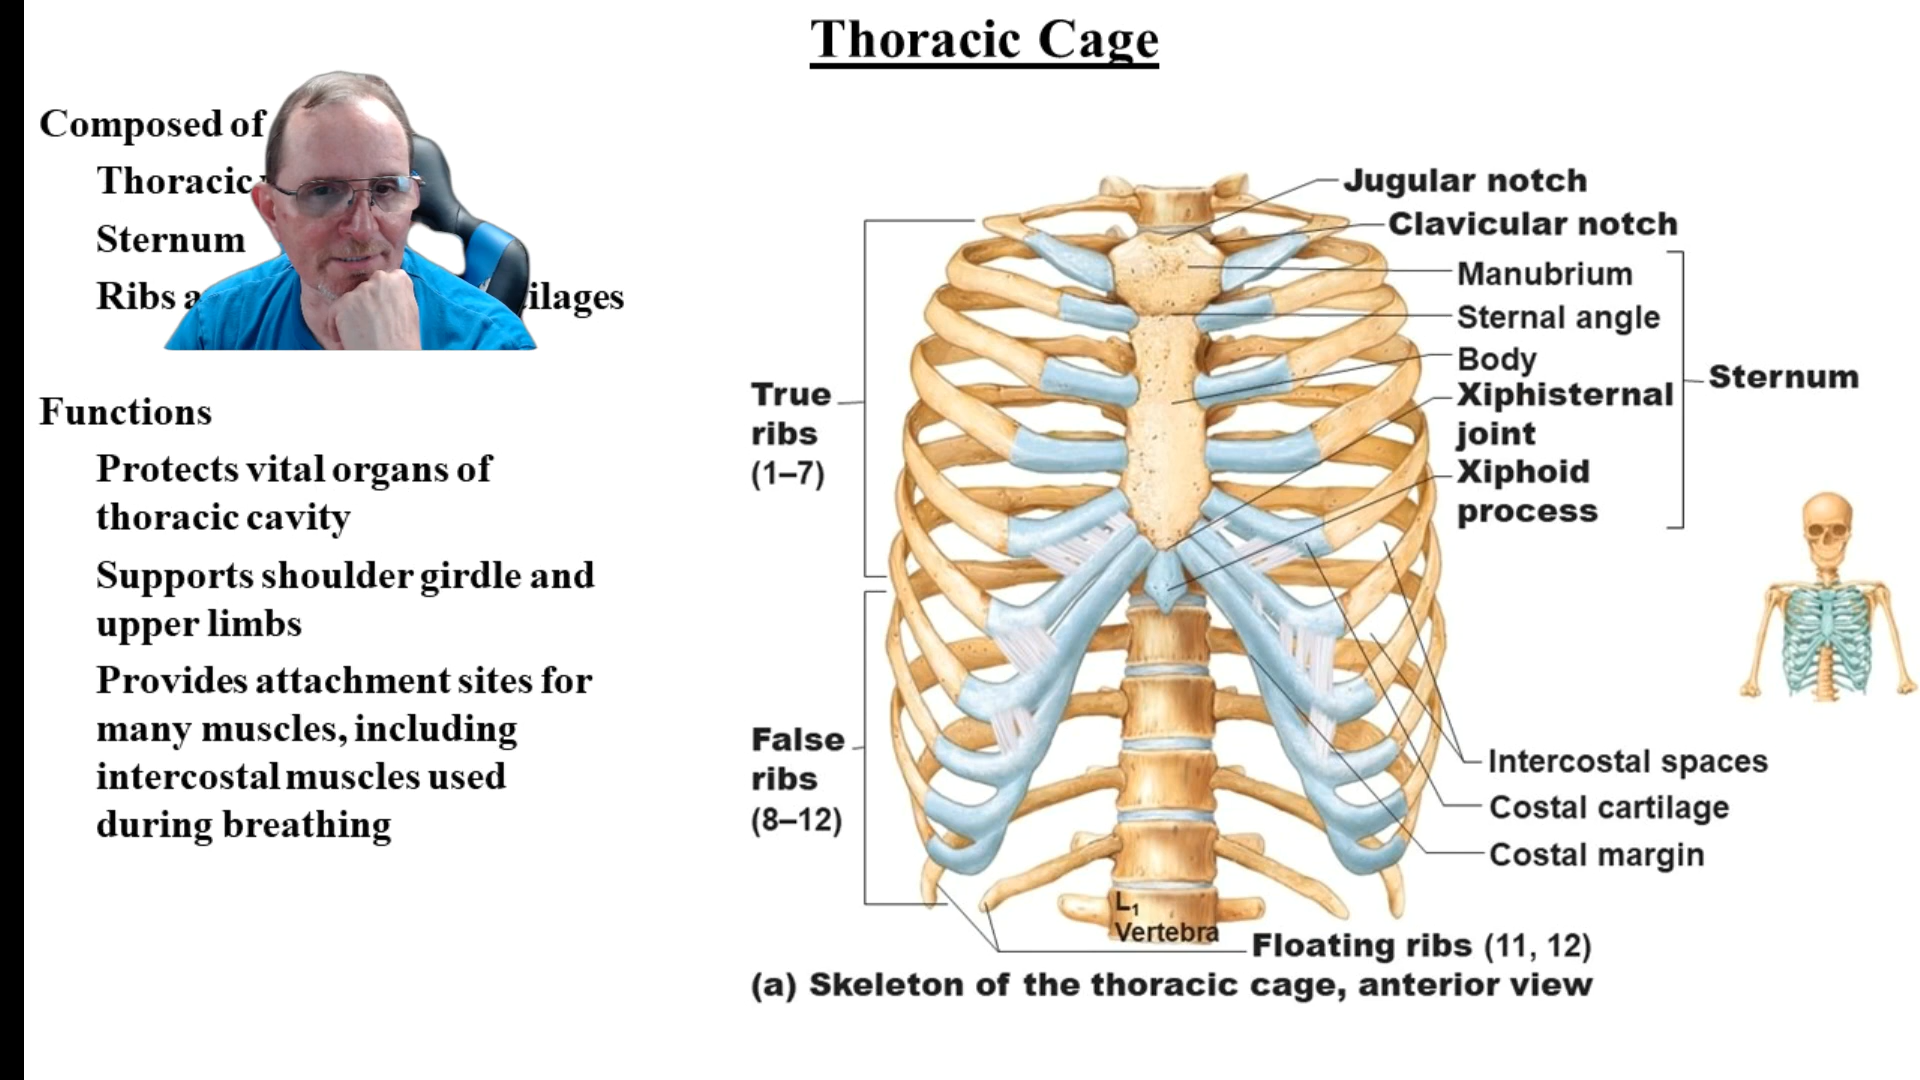 Thoracic Cage
Composed of
Thoracic
Sternum
Ribs a
ilages
Functions
Protects vital organs of
thoracic cavity
Supports shoulder girdle and
upper limbs
Provides attachment sites for
many muscles, including
intercostal muscles used
during breathing
Jugular notch
Clavicular notch
Manubrium
Sternal angle
Body
Xiphisternal
joint
Xiphoid
process
Sternum
True
ribs
(1–7)
False
ribs
(8–12)
Intercostal spaces
Costal cartilage
Costal margin
L₁
Vertebra
Floating ribs (11, 12)
(a) Skeleton of the thoracic cage, anterior view